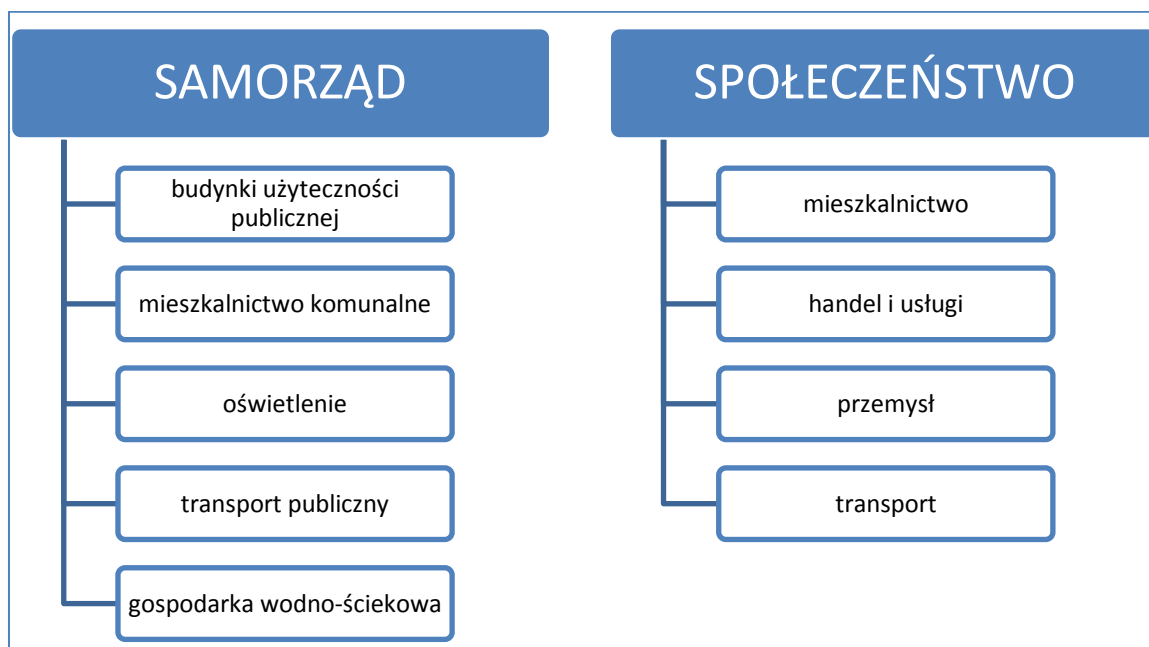 SAMORZĄD
budynki użyteczności
publicznej
mieszkalnictwo komunalne
oświetlenie
transport publiczny
gospodarka wodno-ściekowa
SPOŁECZEŃSTWO
mieszkalnictwo
handel i usługi
przemysł
transport